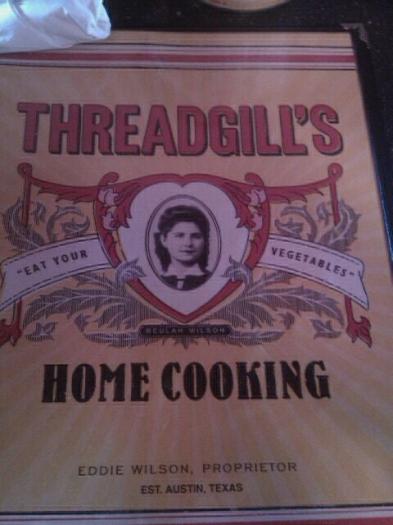 THREADGILL'S
"EAT YOUR VEGETABLES"
BEULAH WILSON
HOME COOKING
EDDIE WILSON, PROPRIETOR
EST. AUSTIN, TEXAS